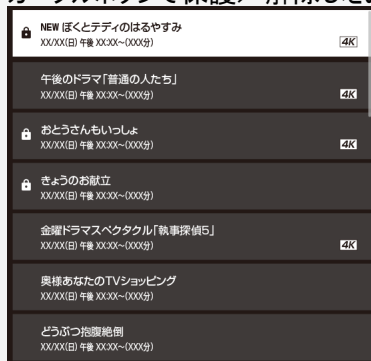 NEW ぼくとテディのはるやすみ
XX/XX(日) 午後 XX:XX～(XXX分)
4K
午後のドラマ「普通の人たち」
XX/XX(日) 午後 XX:XX～(XXX分)
4K
おとうさんもいっしょ
XX/XX(日) 午後 XX:XX～(XXX分)
4K
きょうのお献立
XX/XX(日) 午後 XX:XX～(XXX分)
金曜ドラマスペクタクル「執事探偵5」
XX/XX(日) 午後 XX:XX～(XXX分)
4K
奥様あなたのTVショッピング
XX/XX(日) 午後 XX:XX～(XXX分)
どうぶつ抱腹絶倒
XX/XX(日) 午後 XX:XX～(XXX分)